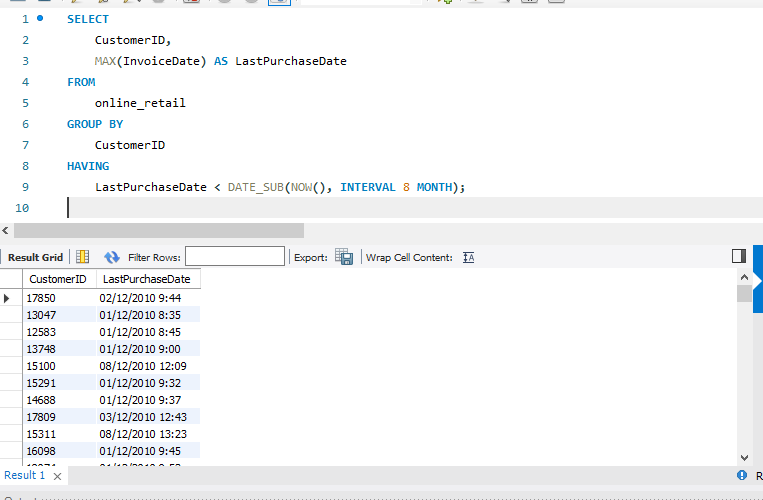 1 SELECT
2 CustomerID,
3 MAX(InvoiceDate) AS LastPurchaseDate
4 FROM
5 online_retail
6 GROUP BY
7 CustomerID
8 HAVING
9 LastPurchaseDate < DATE_SUB(NOW(), INTERVAL 8 MONTH);
10
Result Grid Filter Rows: Export: Wrap Cell Content:
CustomerID LastPurchaseDate
17850 02/12/2010 9:44
13047 01/12/2010 8:35
12583 01/12/2010 8:45
13748 01/12/2010 9:00
15100 08/12/2010 12:09
15291 01/12/2010 9:32
14688 01/12/2010 9:37
17809 03/12/2010 12:43
15311 08/12/2010 13:23
16098 01/12/2010 9:45
Result 1 R